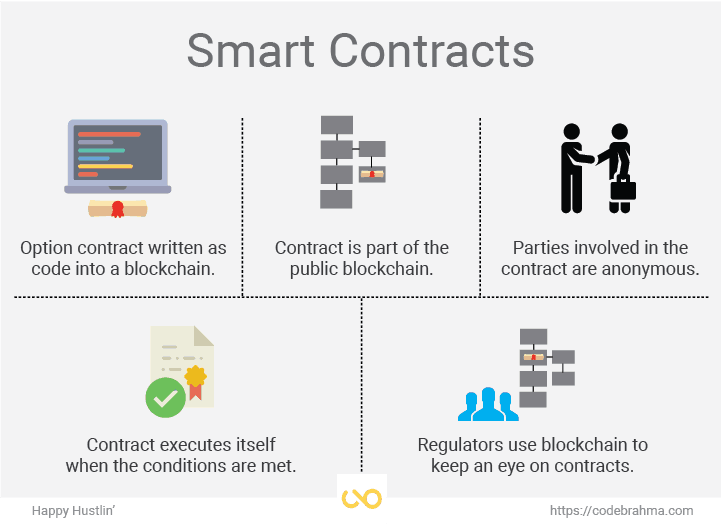 Smart Contracts
Option contract written as
code into a blockchain.
Contract is part of the
public blockchain.
Parties involved in the
contract are anonymous.
Contract executes itself
when the conditions are met.
Regulators use blockchain to
keep an eye on contracts.
Happy Hustlin’
https://codebrahma.com